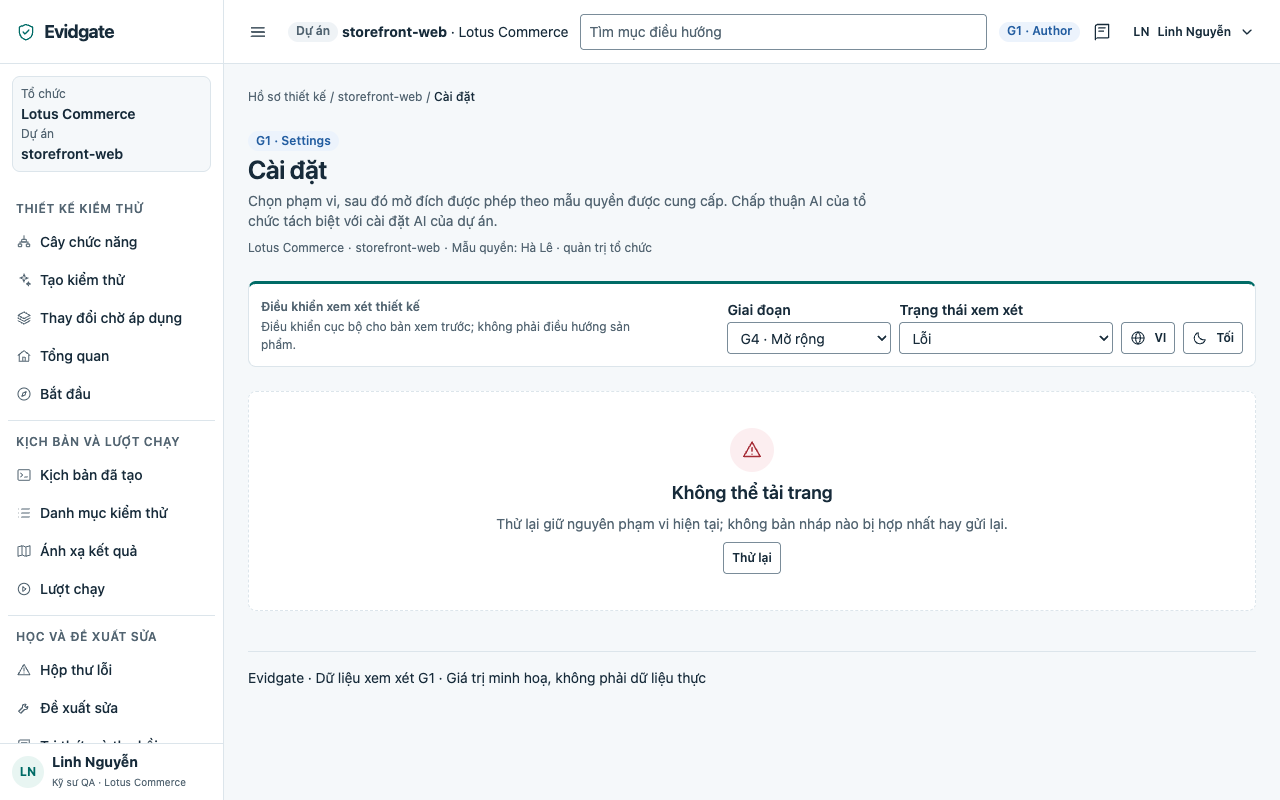 Evidgate
Dự án storefront-web · Lotus Commerce
Tìm mục điều hướng
G1 · Author
LN Linh Nguyễn
Tổ chức
Lotus Commerce
Dự án
storefront-web
THIẾT KẾ KIỂM THỬ
Cây chức năng
Tạo kiểm thử
Thay đổi chờ áp dụng
Tổng quan
Bắt đầu
KỊCH BẢN VÀ LƯỢT CHẠY
Kịch bản đã tạo
Danh mục kiểm thử
Ánh xạ kết quả
Lượt chạy
HỌC VÀ ĐỀ XUẤT SỬA
Hộp thư lỗi
Đề xuất sửa
LN
Linh Nguyễn
Kỹ sư QA · Lotus Commerce
Hồ sơ thiết kế / storefront-web / Cài đặt
G1 · Settings
Cài đặt
Chọn phạm vi, sau đó mở đích được phép theo mẫu quyền được cung cấp. Chấp thuận AI của tổ
chức tách biệt với cài đặt AI của dự án.
Lotus Commerce · storefront-web · Mẫu quyền: Hà Lê · quản trị tổ chức
Điều khiển xem xét thiết kế
Điều khiển cục bộ cho bản xem trước; không phải điều hướng sản
phẩm.
Giai đoạn
G4 · Mở rộng
Trạng thái xem xét
Lỗi
VI
Tối
Không thể tải trang
Thử lại giữ nguyên phạm vi hiện tại; không bản nháp nào bị hợp nhất hay gửi lại.
Thử lại
Evidgate · Dữ liệu xem xét G1 · Giá trị minh hoạ, không phải dữ liệu thực